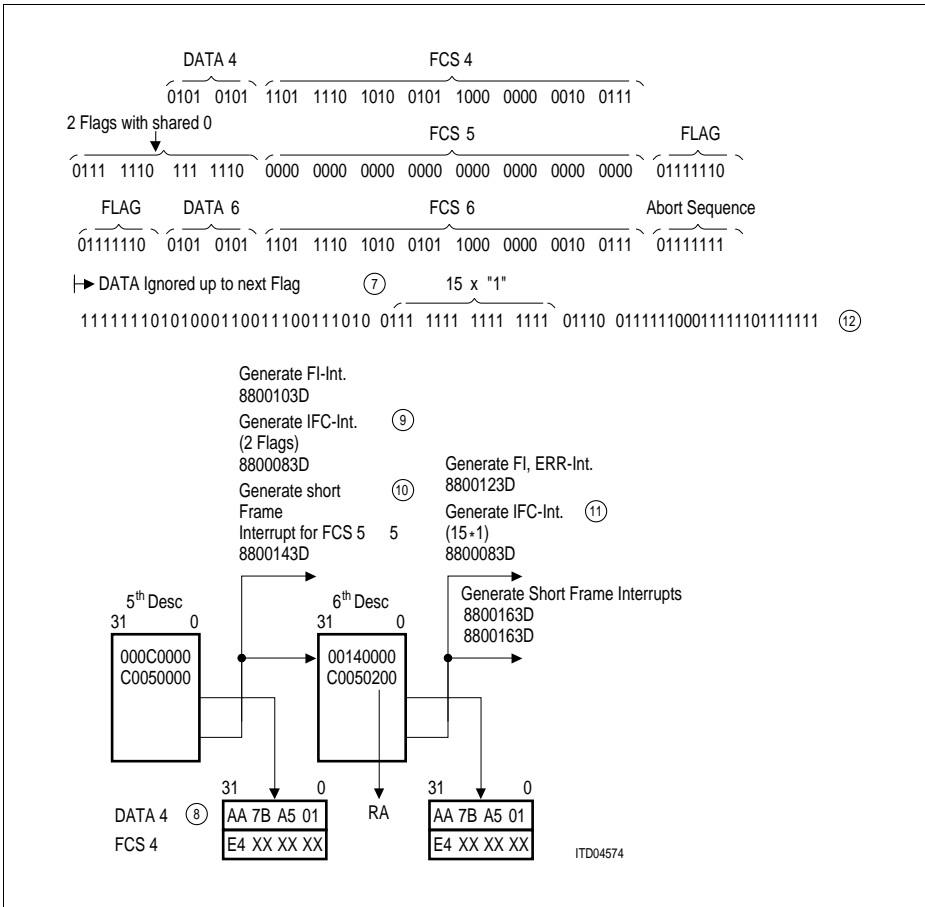 DATA 4 FCS 4
0101 0101 1101 1110 1010 0101 1000 0000 0010 0111
2 Flags with shared 0
FCS 5 FLAG
0111 1110 111 1110 0000 0000 0000 0000 0000 0000 0000 0000 01111110
FLAG DATA 6 FCS 6 Abort Sequence
01111110 0101 0101 1101 1110 1010 0101 1000 0000 0010 0111 01111111
DATA Ignored up to next Flag 7 15 x "1"
1111111010100011001110011101 0 0111 1111 1111 1111 01110 0111111100011111101111111 12
Generate FI-Int.
8800103D
Generate IFC-Int. 9
(2 Flags)
8800083D
Generate short 10
Frame
Interrupt for FCS 5 5
8800143D
Generate FI, ERR-Int.
8800123D
Generate IFC-Int. 11
(15*1)
8800083D
Generate Short Frame Interrupts
8800163D
8800163D
5th Desc
31 0
000C0000
C0050000
6th Desc
31 0
00140000
C0050200
31 0
DATA 4 8 AA 7B A5 01
FCS 4 E4 XX XX XX
RA
31 0
AA 7B A5 01
E4 XX XX XX
ITD04574